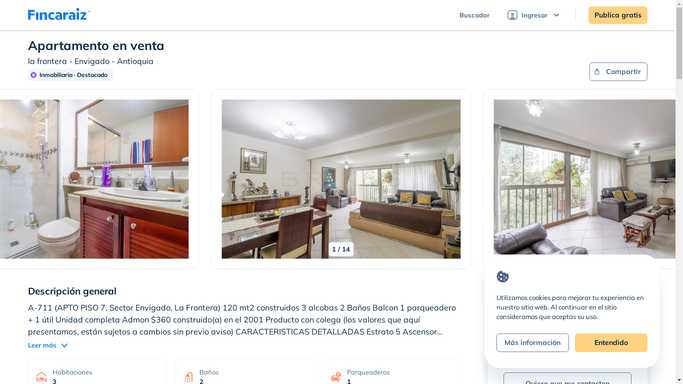 Fincaraiz
Buscador
Ingresar
Publica gratis
Apartamento en venta
la frontera - Envigado - Antioquia
Inmobiliaria · Destacado
Compartir
1 / 14
Descripción general
A-711 (APTO PISO 7, Sector Envigado, La Frontera) 120 mt2 construidos 3 alcobas 2 Baños Balcon 1 parqueadero
+ 1 útil Unidad completa Admon $360 construido(a) en el 2001 Producto con colega (los valores que aquí
presentamos, están sujetos a cambios sin previo aviso) CARACTERISTICAS DETALLADAS Estrato 5 Ascensor...
Leer más
Habitaciones
3
Baños
2
Parqueaderos
1
Utilizamos cookies para mejorar tu experiencia en
nuestro sitio web. Al continuar en el sitio
consideramos que aceptas su uso.
Más información
Entendido
Quiero que me contacten